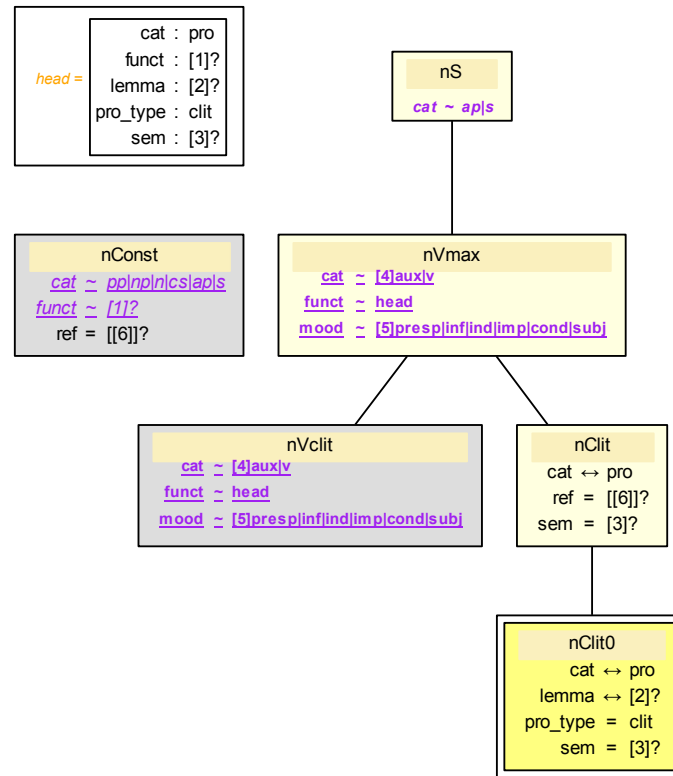 head =
cat : pro
funct : [1]?
lemma : [2]?
pro_type : clit
sem : [3]?
nS
cat ~ ap|s
nConst
cat ~ pp|np|n|cs|ap|s
funct ~ [1]?
ref = [[6]]?
nVmax
cat ~ [4]aux|v
funct ~ head
mood ~ [5]presp|inf|ind|imp|cond|subj
nVclit
cat ~ [4]aux|v
funct ~ head
mood ~ [5]presp|inf|ind|imp|cond|subj
nClit
cat ↔ pro
ref = [[6]]?
sem = [3]?
nClit0
cat ↔ pro
lemma ↔ [2]?
pro_type = clit
sem = [3]?